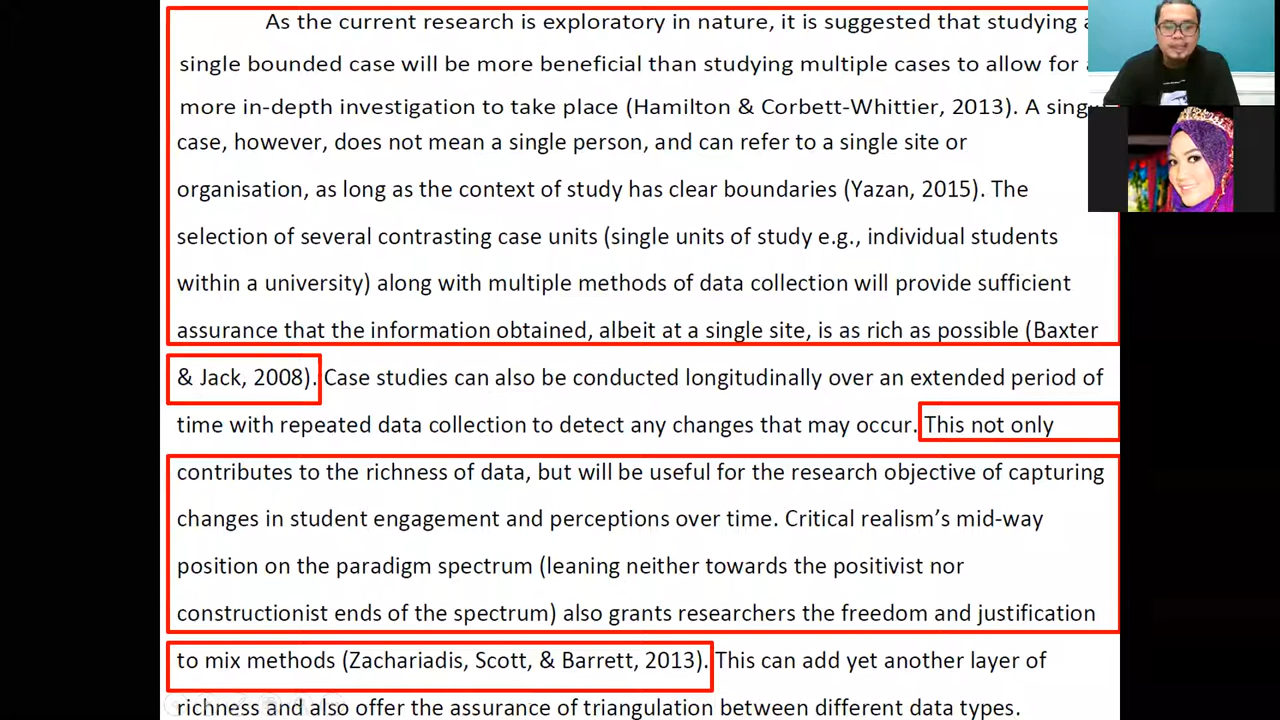 As the current research is exploratory in nature, it is suggested that studying a
single bounded case will be more beneficial than studying multiple cases to allow for
more in-depth investigation to take place (Hamilton & Corbett-Whittier, 2013). A
case, however, does not mean a single person, and can refer to a single site or
organisation, as long as the context of study has clear boundaries (Yazan, 2015). The
selection of several contrasting case units (single units of study e.g., individual students
within a university) along with multiple methods of data collection will provide sufficient
assurance that the information obtained, albeit at a single site, is as rich as possible (Baxter
& Jack, 2008). Case studies can also be conducted longitudinally over an extended period of
time with repeated data collection to detect any changes that may occur. This not only
contributes to the richness of data, but will be useful for the research objective of capturing
changes in student engagement and perceptions over time. Critical realism’s mid-way
position on the paradigm spectrum (leaning neither towards the positivist nor
constructionist ends of the spectrum) also grants researchers the freedom and justification
to mix methods (Zachariadis, Scott, & Barrett, 2013). This can add yet another layer of
richness and also offer the assurance of triangulation between different data types.